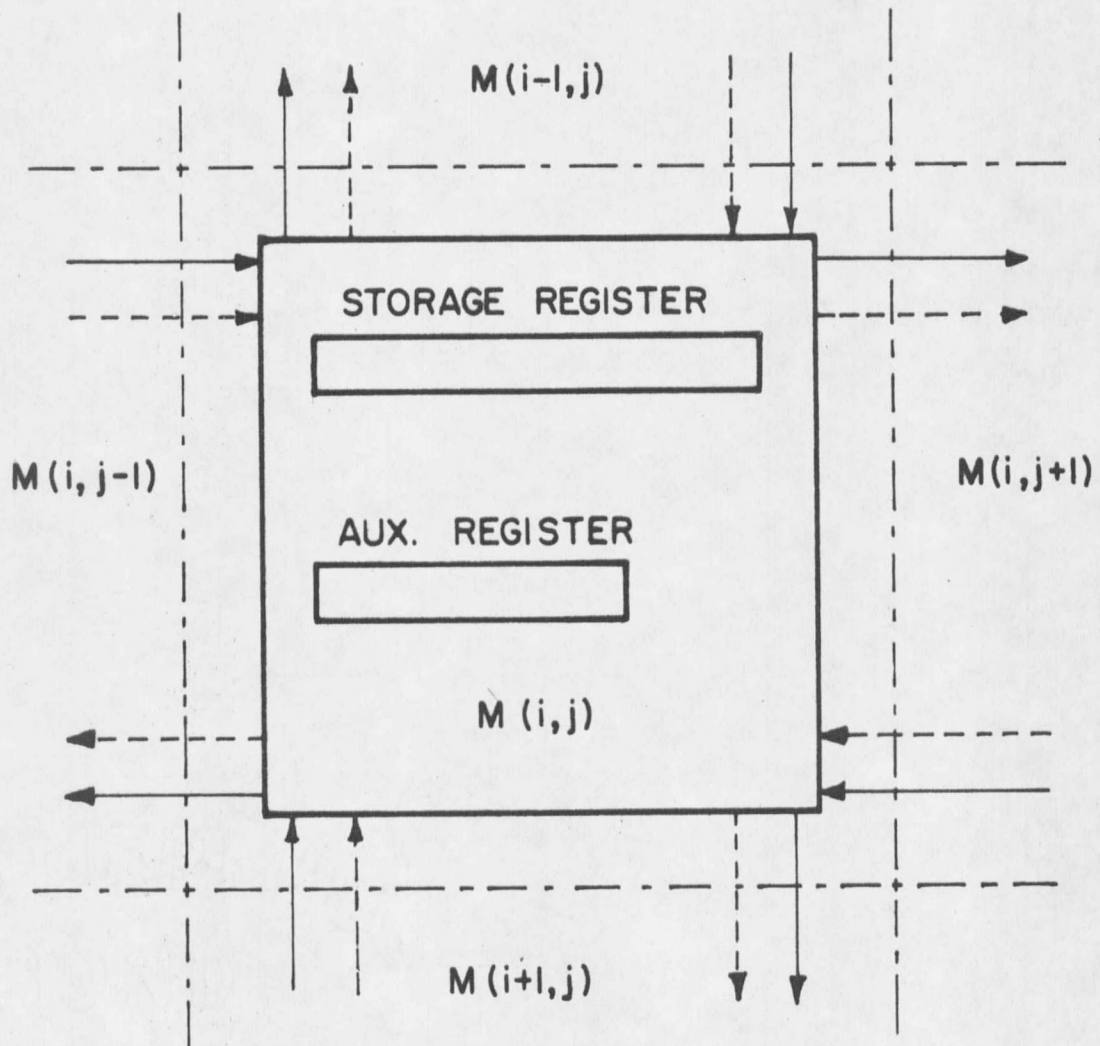 M(i-1,j)
STORAGE REGISTER
M(i,j-1)
M(i,j+1)
AUX. REGISTER
M(i,j)
M(i+1,j)